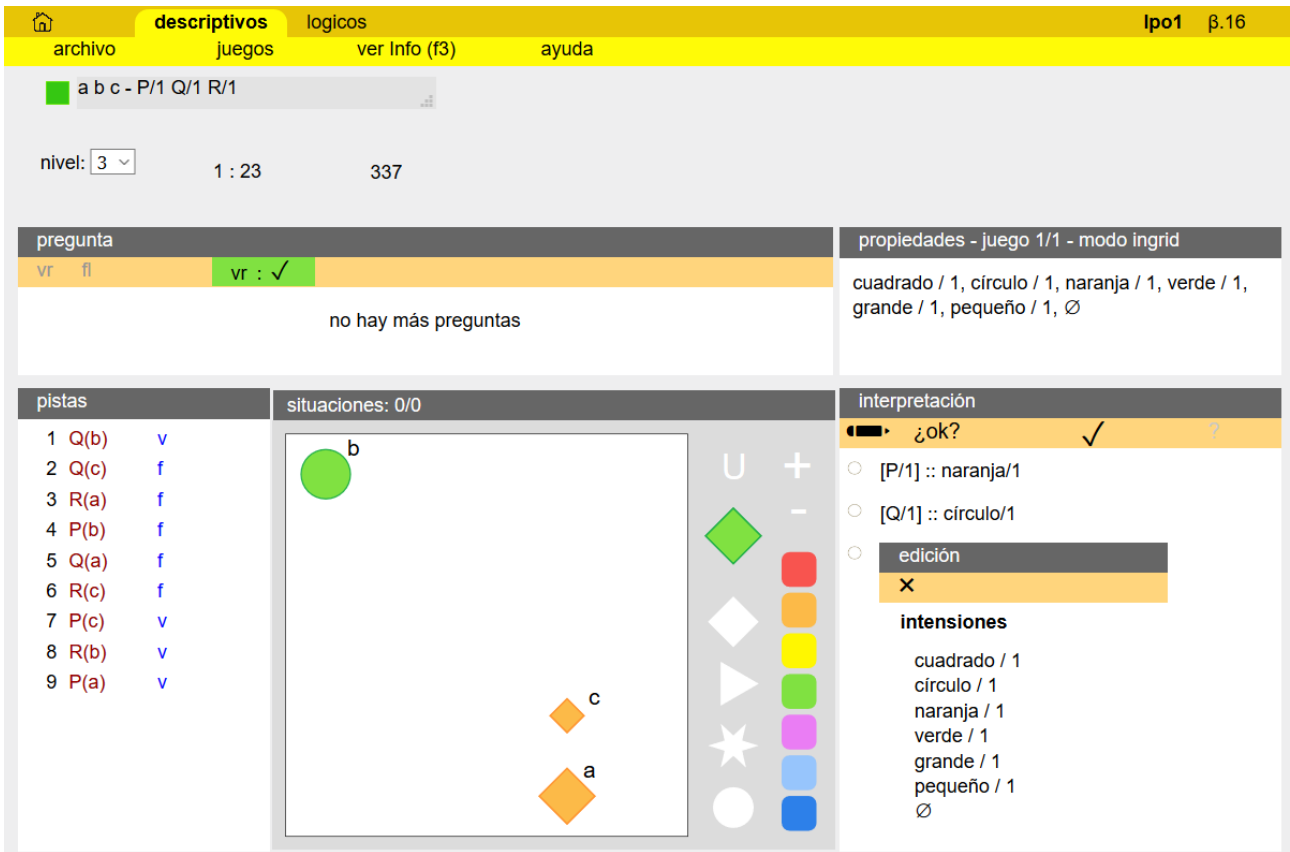 descriptivos logicos lpo1 β.16
archivo juegos ver Info (f3) ayuda
a b c - P/1 Q/1 R/1
nivel: 3 1 : 23 337
pregunta
vr fl vr : ✓
no hay más preguntas
propiedades - juego 1/1 - modo ingrid
cuadrado / 1, círculo / 1, naranja / 1, verde / 1,
grande / 1, pequeño / 1, ∅
pistas
1 Q(b) v
2 Q(c) f
3 R(a) f
4 P(b) f
5 Q(a) f
6 R(c) f
7 P(c) v
8 R(b) v
9 P(a) v
situaciones: 0/0
b
c
a
U +
-
interpretación
¿ok? ✓ ?
[P/1] :: naranja/1
[Q/1] :: círculo/1
edición
×
intensiones
cuadrado / 1
círculo / 1
naranja / 1
verde / 1
grande / 1
pequeño / 1
∅